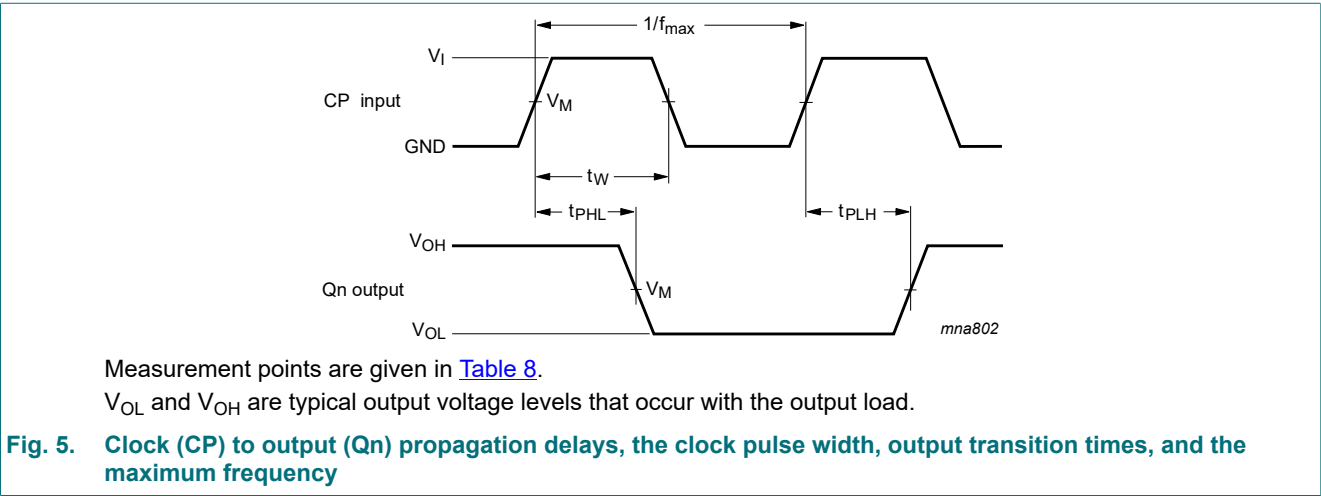 1/fmax
VI
CP input
VM
GND
tW
tPHL
tPLH
VOH
Qn output
VM
VOL
mna802
Measurement points are given in Table 8.
VOL and VOH are typical output voltage levels that occur with the output load.
Fig. 5. Clock (CP) to output (Qn) propagation delays, the clock pulse width, output transition times, and the
maximum frequency